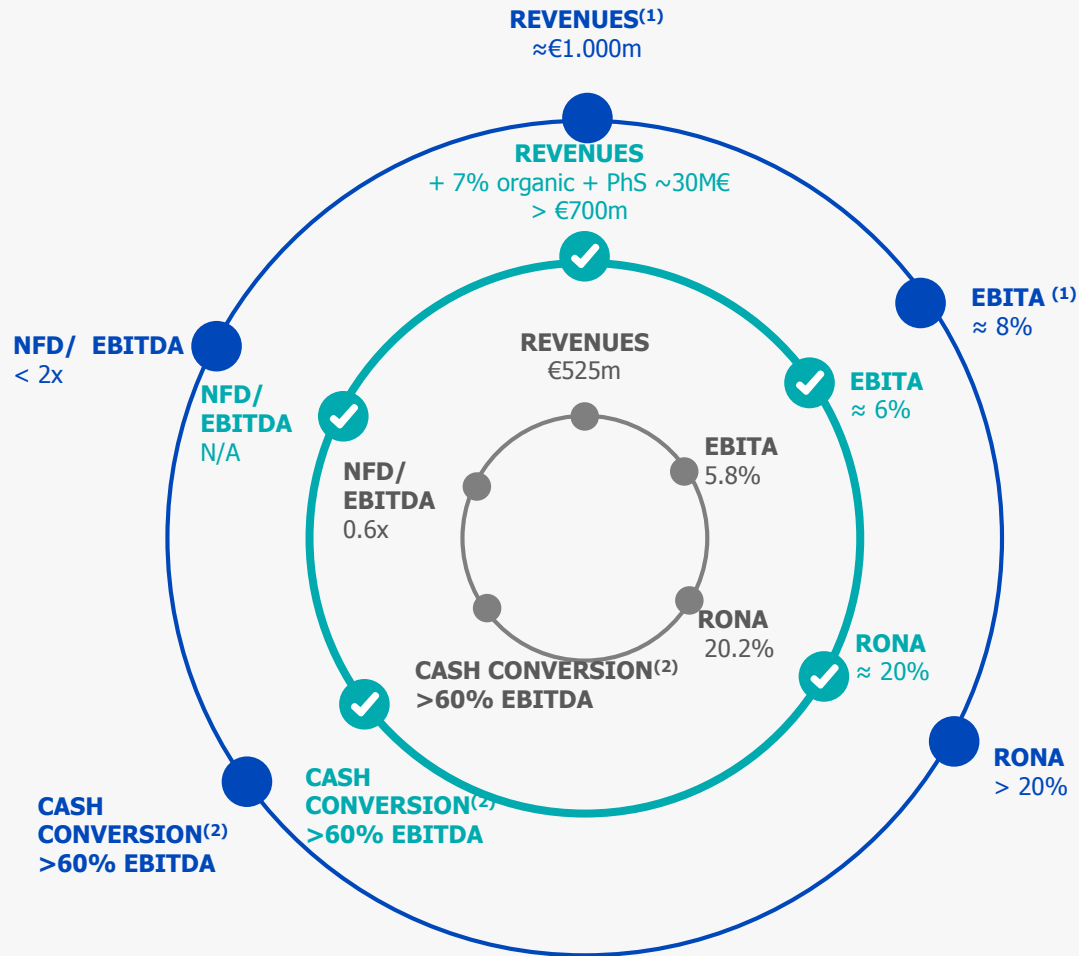 REVENUES(1)
≈€1.000m
REVENUES
+ 7% organic + PhS ~30M€
> €700m
EBITA (1)
≈ 8%
NFD/ EBITDA
< 2x
REVENUES
€525m
EBITA
≈ 6%
NFD/
EBITDA
N/A
EBITA
5.8%
NFD/
EBITDA
0.6x
RONA
20.2%
RONA
≈ 20%
CASH CONVERSION(2)
>60% EBITDA
RONA
> 20%
CASH
CONVERSION(2)
>60% EBITDA
CASH
CONVERSION(2)
>60% EBITDA